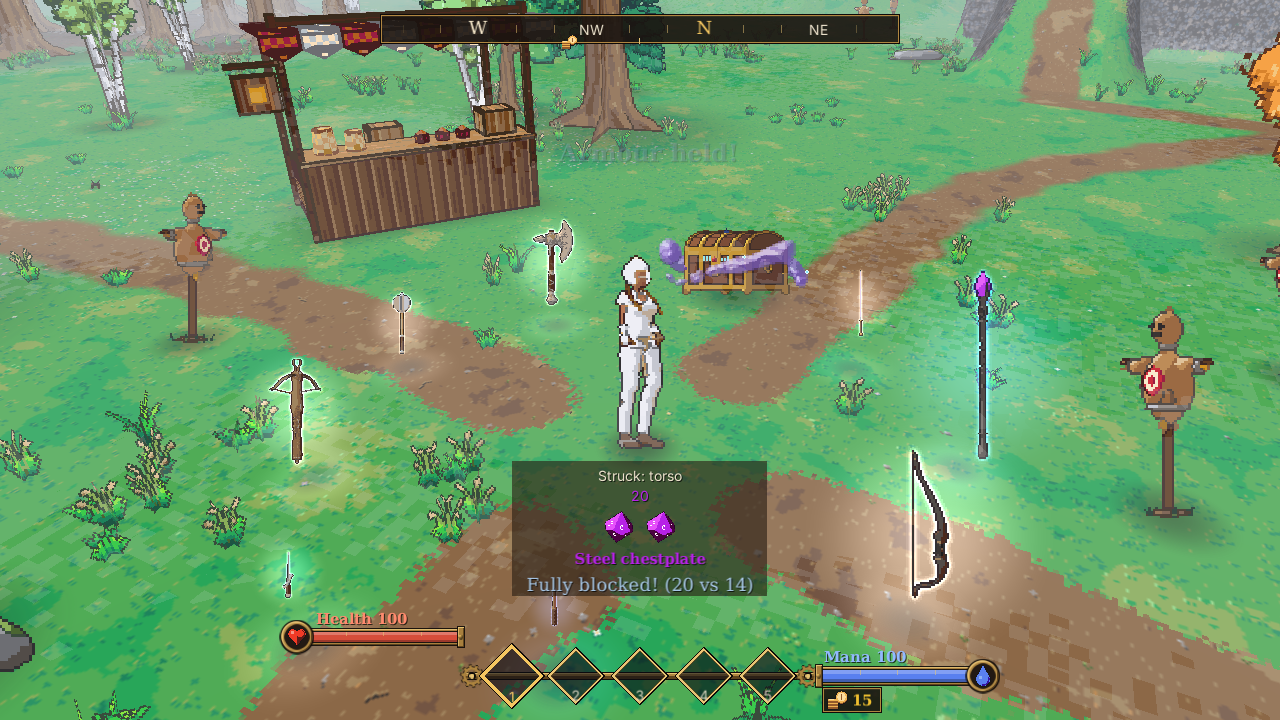 W NW N NE
Armour held!
Struck: torso
20
Steel chestplate
Fully blocked! (20 vs 14)
Health 100
Mana 100
1 2 3 4 5
15